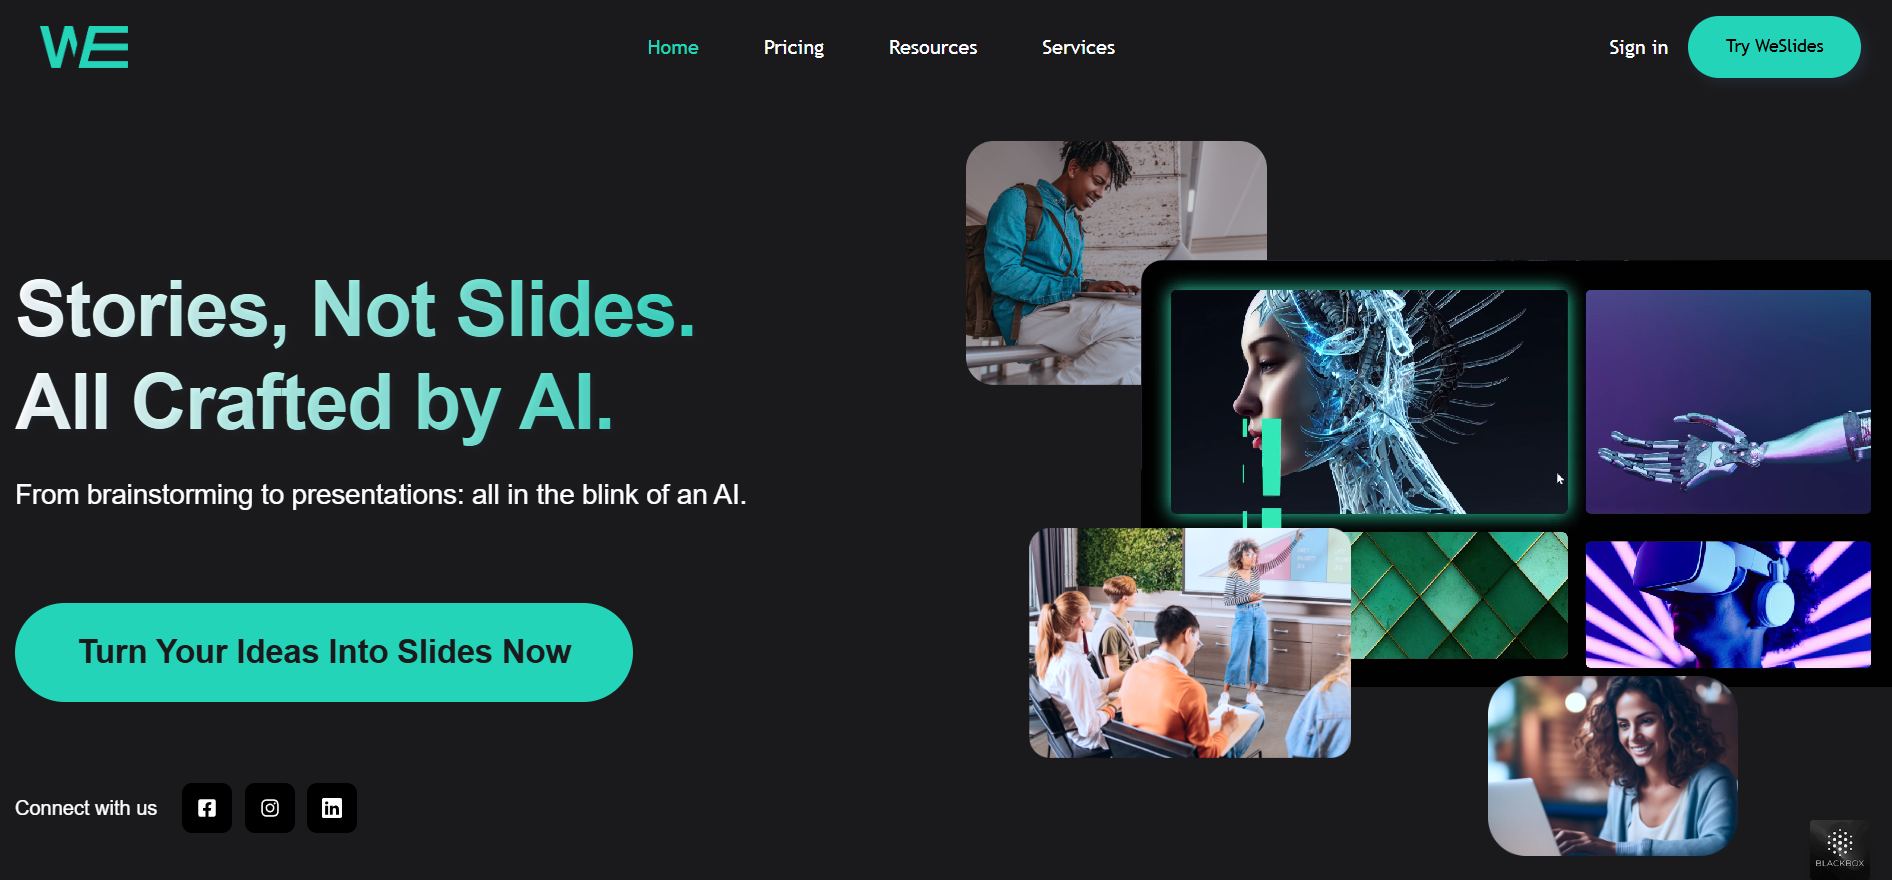 WE
Home
Pricing
Resources
Services
Sign in
Try WeSlides
Stories, Not Slides.
All Crafted by AI.
From brainstorming to presentations: all in the blink of an AI.
Turn Your Ideas Into Slides Now
Connect with us
BLACKBOX